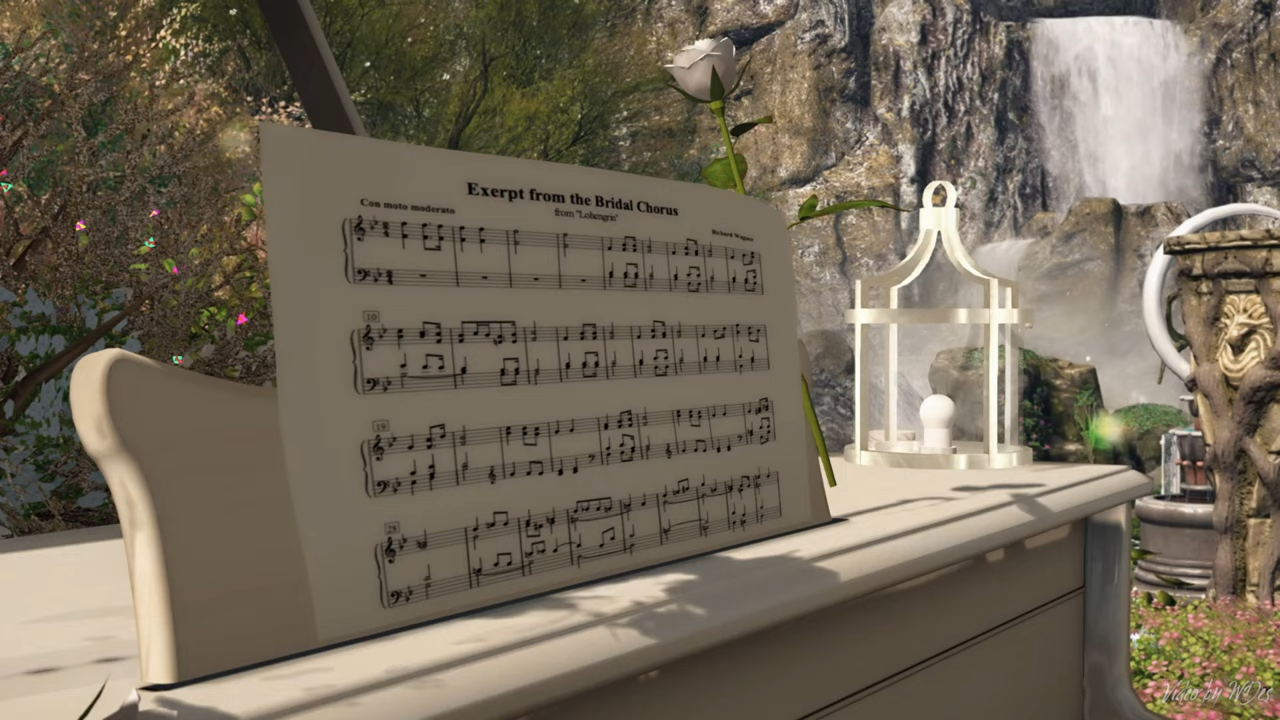 Exerpt from the Bridal Chorus
from "Lohengrin"
Con moto moderato
Richard Wagner
10
19
28
Video by WDes